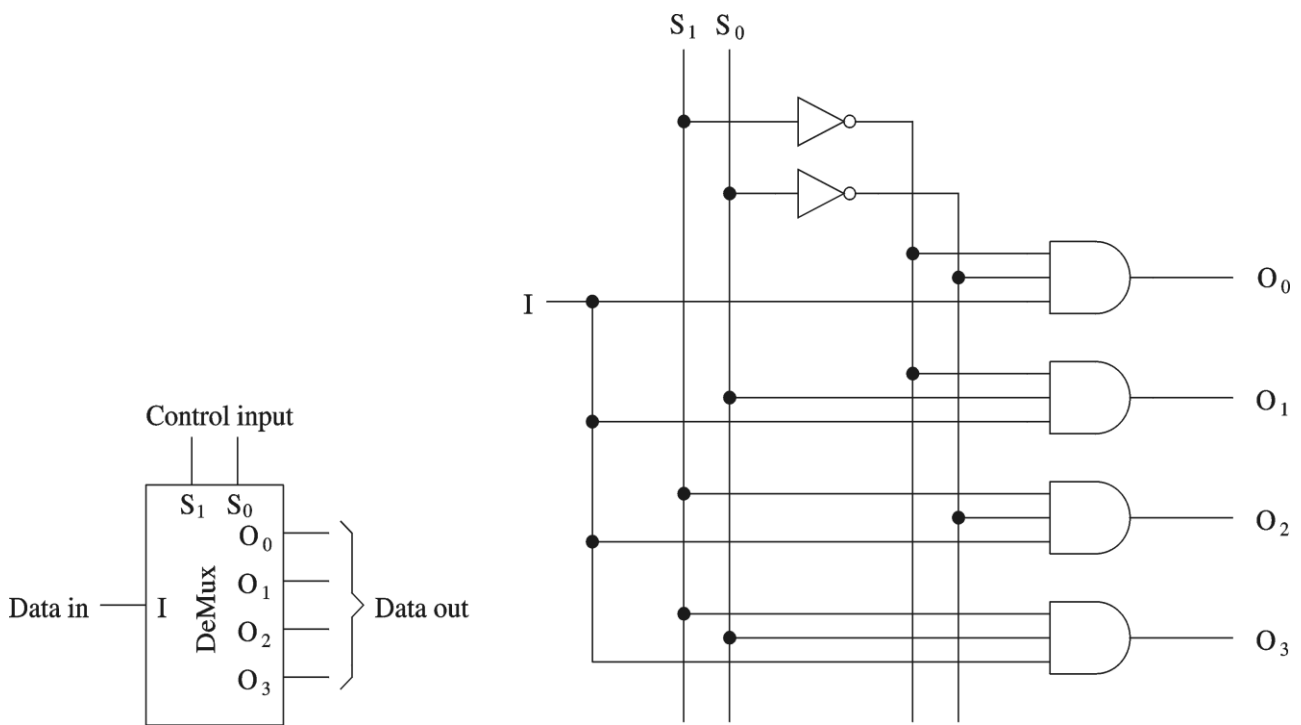 S1 S0
I
O0
O1
O2
O3
Control input
S1 S0
O0
O1
O2
O3
Data in
I
DeMux
Data out